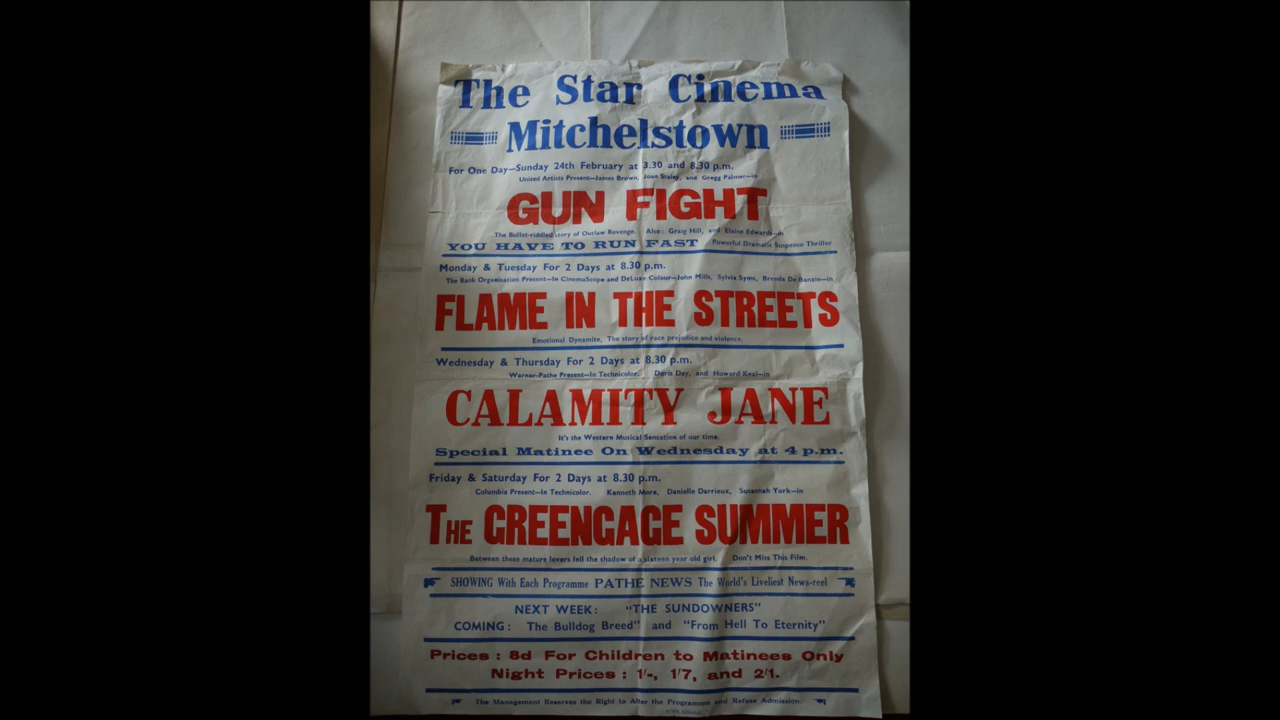 The Star Cinema
Mitchelstown
For One Day—Sunday 24th February at 3.30 and 8.30 p.m.
United Artists Present—James Brown, Joan Staley, and Gregg Palmer—in
GUN FIGHT
The Bullet-riddled story of Outlaw Revenge. Also: Graig Hill, and Elaine Edwards—in
YOU HAVE TO RUN FAST Powerful Dramatic Suspense Thriller
Monday & Tuesday For 2 Days at 8.30 p.m.
The Rank Organisation Present—In CinemaScope and DeLuxe Colour—John Mills, Sylvia Syms, Brenda De Banzie—in
FLAME IN THE STREETS
Emotional Dynamite, The story of race prejudice and violence.
Wednesday & Thursday For 2 Days at 8.30 p.m.
Warner-Pathe Present—In Technicolor. Doris Day, and Howard Keal—in
CALAMITY JANE
It's the Western Musical Sensation of our time.
Special Matinee On Wednesday at 4 p.m.
Friday & Saturday For 2 Days at 8.30 p.m.
Columbia Present—In Technicolor. Kenneth More, Danielle Darrieux, Susannah York—in
THE GREENGAGE SUMMER
Between these mature lovers fell the shadow of a sixteen year old girl. Don't Miss This Film.
SHOWING With Each Programme PATHE NEWS The World's Liveliest News-reel
NEXT WEEK: "THE SUNDOWNERS"
COMING: The Bulldog Breed" and "From Hell To Eternity"
Prices : 8d For Children to Matinees Only
Night Prices : 1/-, 1/7, and 2/1.
The Management Reserves the Right to Alter the Programme and Refuse Admission.